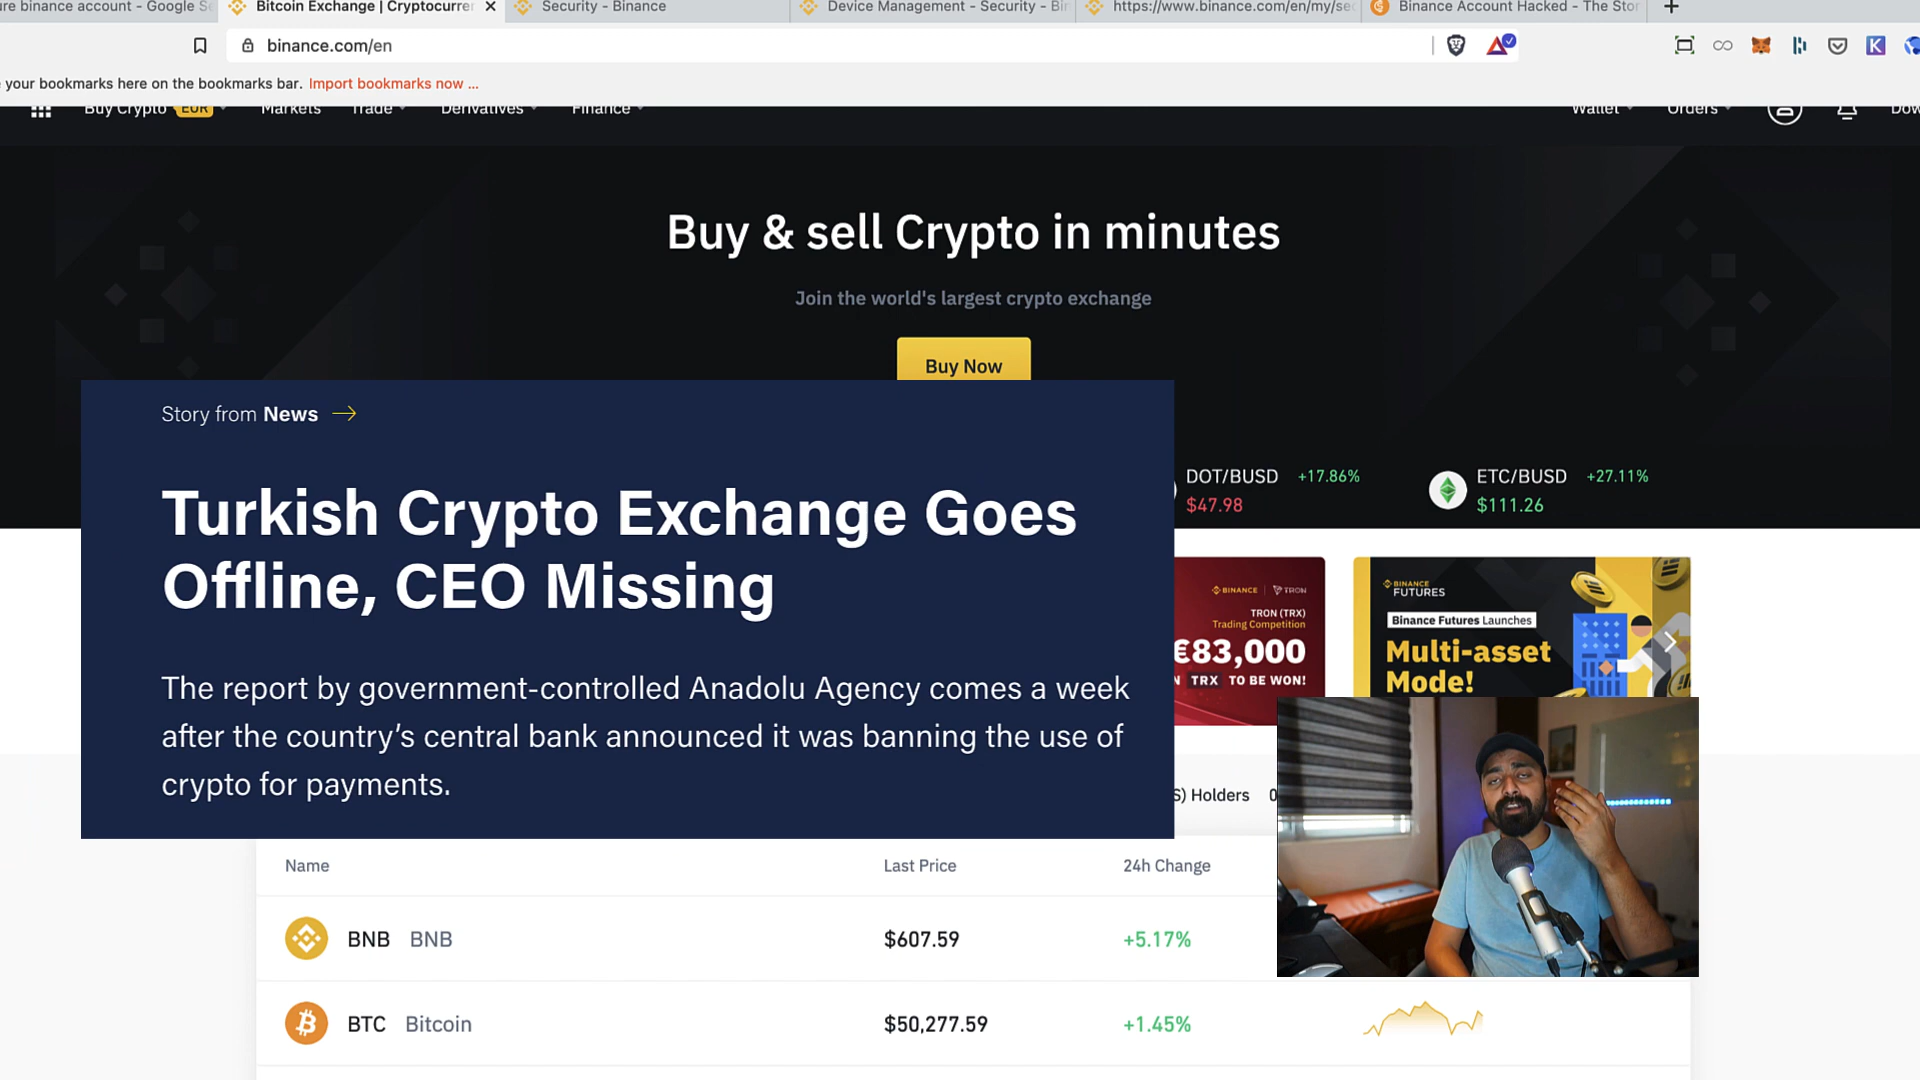 re binance account - Google S
Bitcoin Exchange | Cryptocurre
Security - Binance
Device Management - Security - Bi
https://www.binance.com/en/my/sec
Binance Account Hacked - The Sto
binance.com/en
your bookmarks here on the bookmarks bar. Import bookmarks now ...
Buy Crypto EUR
Markets
Trade
Derivatives
Finance
Wallet
Orders
Dow
Buy & sell Crypto in minutes
Join the world's largest crypto exchange
Buy Now
Story from News →
Turkish Crypto Exchange Goes
Offline, CEO Missing
The report by government-controlled Anadolu Agency comes a week
after the country's central bank announced it was banning the use of
crypto for payments.
DOT/BUSD +17.86%
$47.98
ETC/BUSD +27.11%
$111.26
BINANCE | TRON
TRON (TRX)
Trading Competition
€83,000
N TRX TO BE WON!
BINANCE
FUTURES
Binance Futures Launches
Multi-asset
Mode!
S) Holders 0
Name Last Price 24h Change
BNB BNB $607.59 +5.17%
BTC Bitcoin $50,277.59 +1.45%